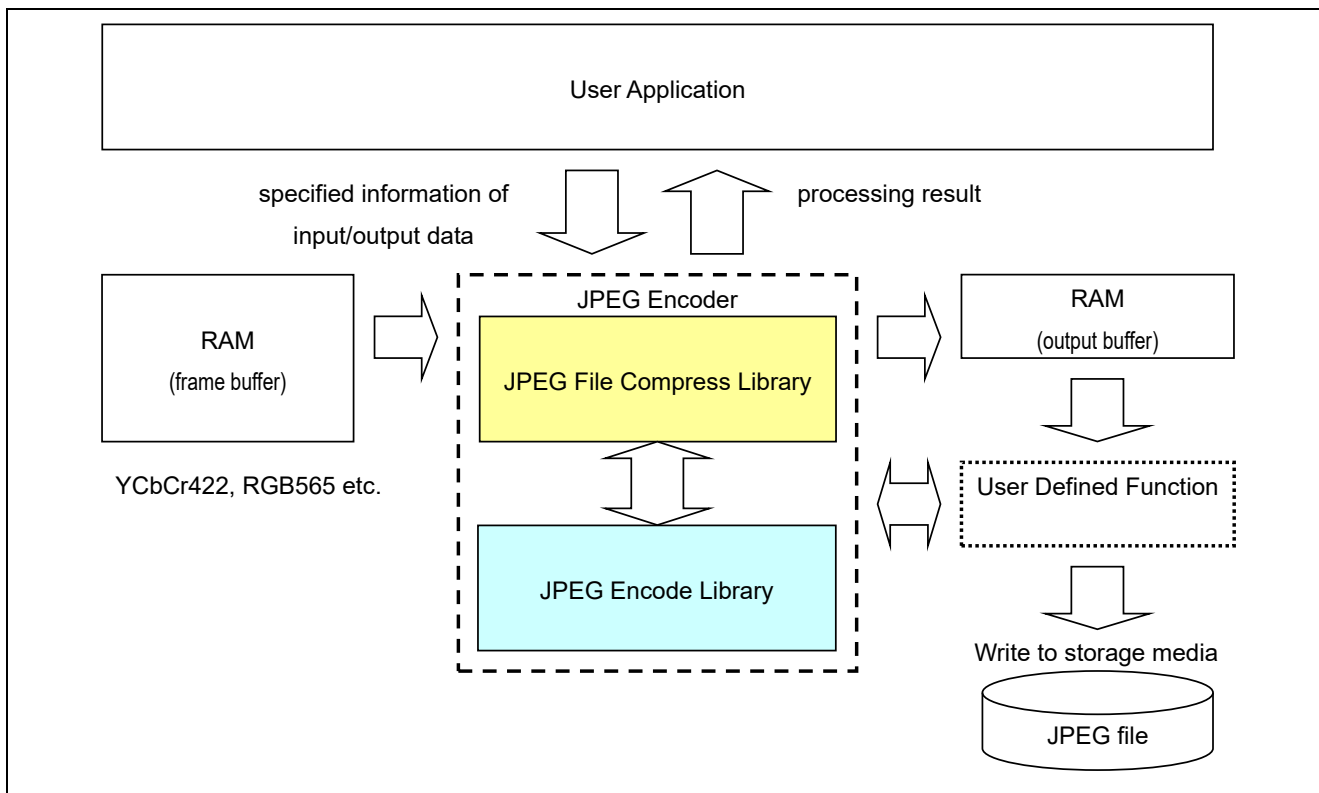 User Application
specified information of
input/output data
processing result
RAM
(frame buffer)
YCbCr422, RGB565 etc.
JPEG Encoder
JPEG File Compress Library
JPEG Encode Library
RAM
(output buffer)
User Defined Function
Write to storage media
JPEG file